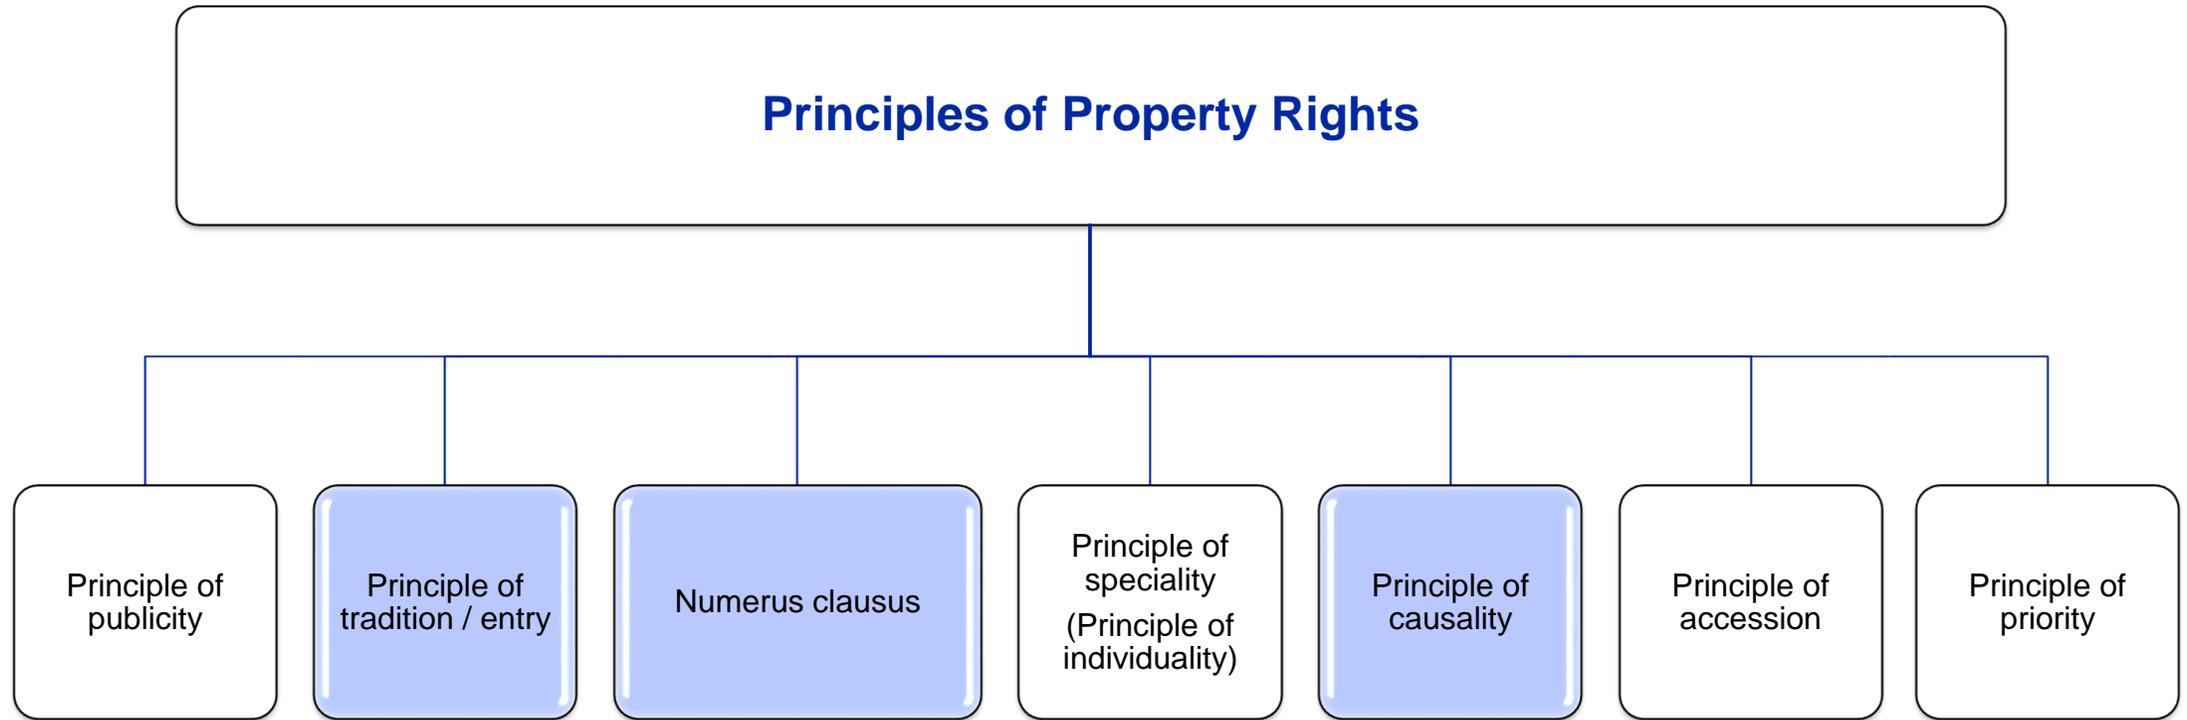 Principles of Property Rights
Principle of
publicity
Principle of
tradition / entry
Numerus clausus
Principle of
speciality
(Principle of
individuality)
Principle of
causality
Principle of
accession
Principle of
priority